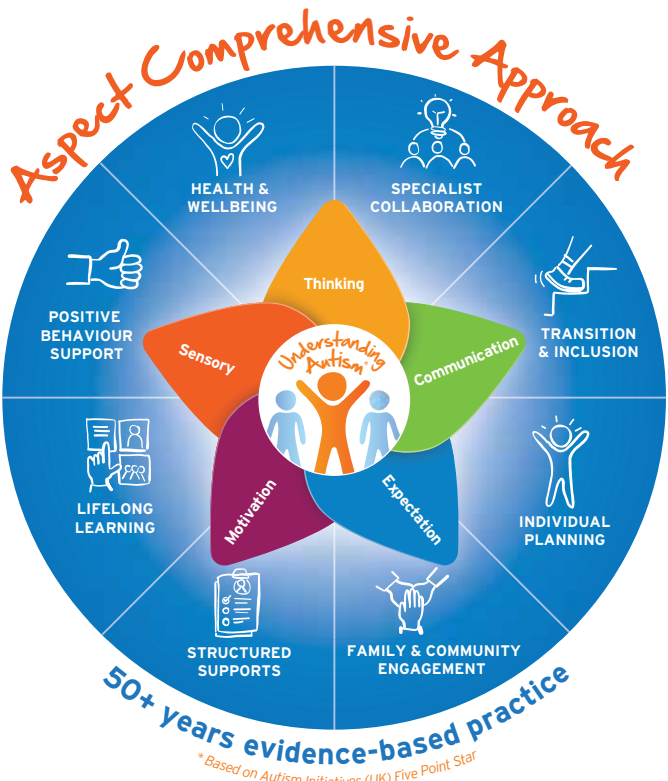 Aspect Comprehensive Approach
HEALTH &
WELLBEING
SPECIALIST
COLLABORATION
TRANSITION
& INCLUSION
INDIVIDUAL
PLANNING
FAMILY & COMMUNITY
ENGAGEMENT
STRUCTURED
SUPPORTS
LIFELONG
LEARNING
POSITIVE
BEHAVIOUR
SUPPORT
Thinking
Communication
Expectation
Motivation
Sensory
Understanding
Autism*
50+ years evidence-based practice
* Based on Autism Initiatives (UK) Five Point Star